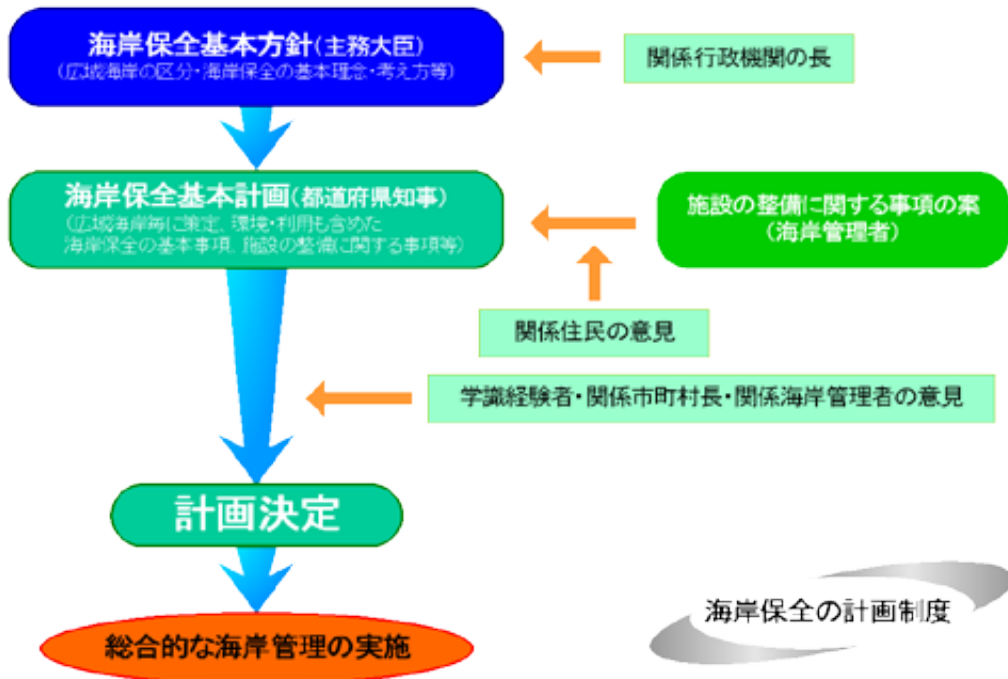 海岸保全基本方針(主務大臣)
(広域海岸の区分・海岸保全の基本理念・考え方等)
関係行政機関の長
海岸保全基本計画(都道府県知事)
(広域海岸毎に策定、環境・利用も含めた
海岸保全の基本事項、施設の整備に関する事項等)
施設の整備に関する事項の案
(海岸管理者)
関係住民の意見
学識経験者・関係市町村長・関係海岸管理者の意見
計画決定
総合的な海岸管理の実施
海岸保全の計画制度